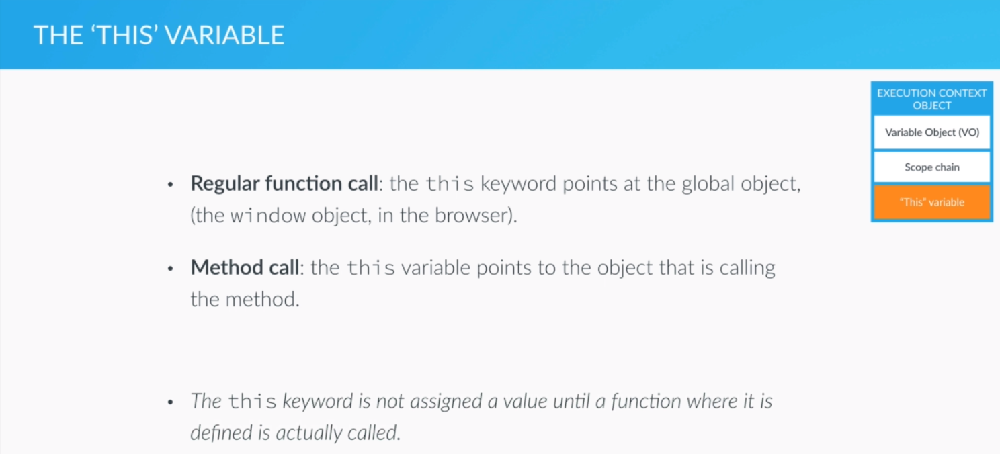 THE ‘THIS’ VARIABLE
EXECUTION CONTEXT
OBJECT
Variable Object (VO)
Scope chain
“This” variable
• Regular function call: the this keyword points at the global object,
(the window object, in the browser).
• Method call: the this variable points to the object that is calling
the method.
• The this keyword is not assigned a value until a function where it is
defined is actually called.